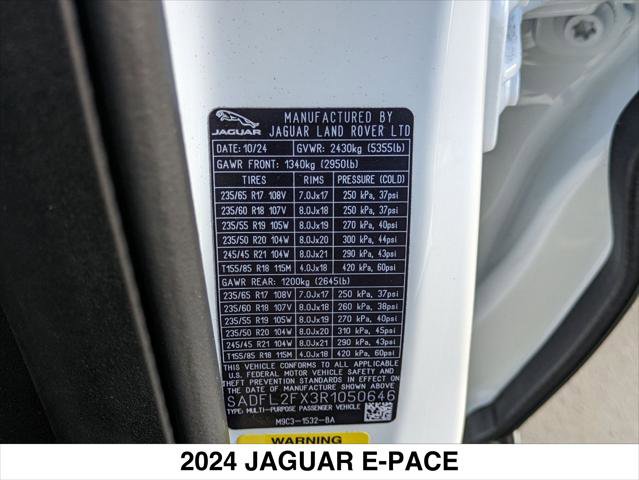 JAGUAR
MANUFACTURED BY
JAGUAR LAND ROVER LTD
DATE: 10/24 GVWR: 2430kg (5355lb)
GAWR FRONT: 1340kg (2950lb)
TIRES RIMS PRESSURE (COLD)
235/65 R17 108V 7.0Jx17 250 kPa, 37psi
235/60 R18 107V 8.0Jx18 250 kPa, 37psi
235/55 R19 105W 8.0Jx19 270 kPa, 40psi
235/50 R20 104W 8.0Jx20 300 kPa, 44psi
245/45 R21 104W 8.0Jx21 290 kPa, 43psi
T155/85 R18 115M 4.0Jx18 420 kPa, 60psi
GAWR REAR: 1200kg (2645lb)
235/65 R17 108V 7.0Jx17 250 kPa, 37psi
235/60 R18 107V 8.0Jx18 260 kPa, 38psi
235/55 R19 105W 8.0Jx19 270 kPa, 40psi
235/50 R20 104W 8.0Jx20 310 kPa, 45psi
245/45 R21 104W 8.0Jx21 290 kPa, 43psi
T155/85 R18 115M 4.0Jx18 420 kPa, 60psi
THIS VEHICLE CONFORMS TO ALL APPLICABLE
U.S. FEDERAL MOTOR VEHICLE SAFETY
STANDARDS IN EFFECT ON THE
DATE OF MANUFACTURE SHOWN ABOVE.
SADFL2FX3R1050646
TYPE: MULTI-PURPOSE PASSENGER VEHICLE
M9C3-1532-BA
WARNING
2024 JAGUAR E-PACE